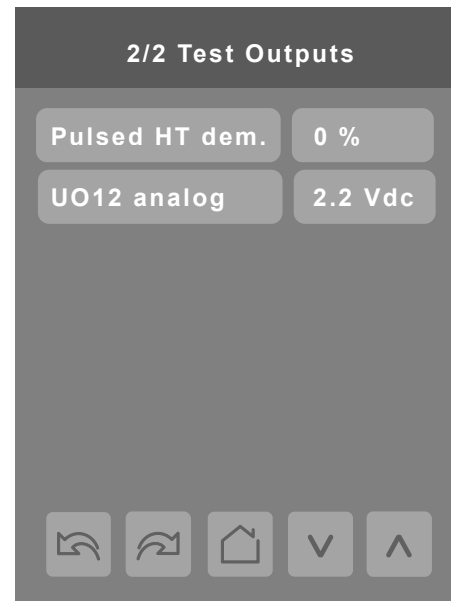 2/2 Test Outputs
Pulsed HT dem. 0 %
UO12 analog 2.2 Vdc